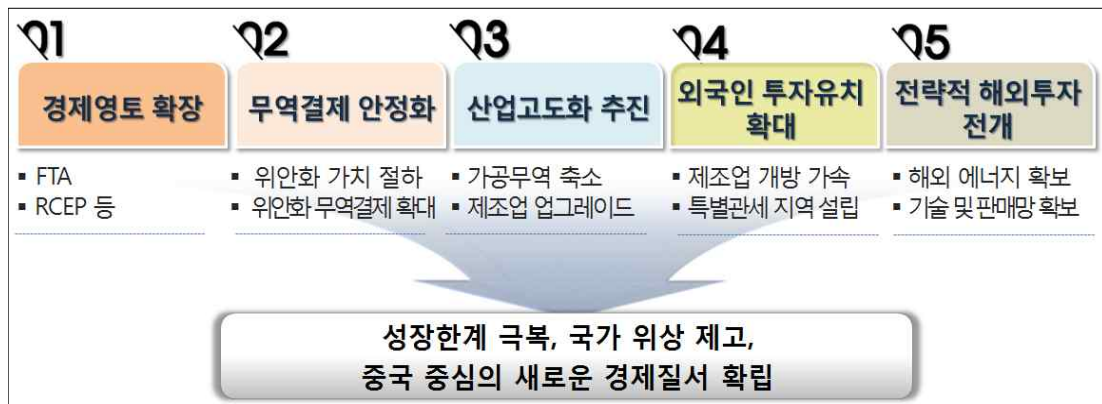 01
경제영토 확장
▪ FTA
▪ RCEP 등
02
무역결제 안정화
▪ 위안화 가치 절하
▪ 위안화 무역결제 확대
03
산업고도화 추진
▪ 가공무역 축소
▪ 제조업 업그레이드
04
외국인 투자유치
확대
▪ 제조업 개방 가속
▪ 특별관세 지역 설립
05
전략적 해외투자
전개
▪ 해외 에너지 확보
▪ 기술 및 판매망 확보
성장한계 극복, 국가 위상 제고,
중국 중심의 새로운 경제질서 확립